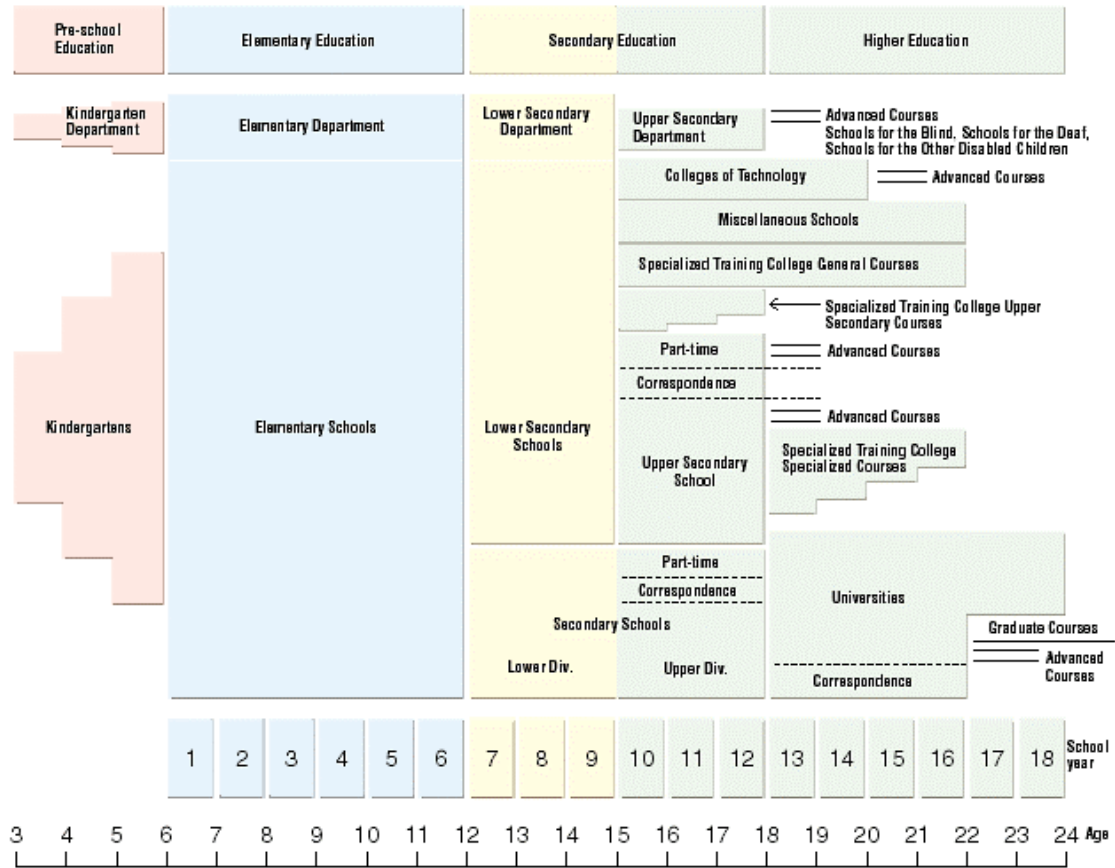 Pre-school
Education
Elementary Education
Secondary Education
Higher Education
Kindergarten
Department
Elementary Department
Lower Secondary
Department
Upper Secondary
Department
Advanced Courses
Schools for the Blind, Schools for the Deaf,
Schools for the Other Disabled Children
Colleges of Technology
Advanced Courses
Miscellaneous Schools
Specialized Training College General Courses
Specialized Training College Upper
Secondary Courses
Part-time
Advanced Courses
Correspondence
Advanced Courses
Kindergartens
Elementary Schools
Lower Secondary
Schools
Upper Secondary
School
Specialized Training College
Specialized Courses
Part-time
Correspondence
Universities
Secondary Schools
Graduate Courses
Lower Div.
Upper Div.
Advanced
Courses
Correspondence
1 2 3 4 5 6 7 8 9 10 11 12 13 14 15 16 17 18 School
year
3 4 5 6 7 8 9 10 11 12 13 14 15 16 17 18 19 20 21 22 23 24 Age